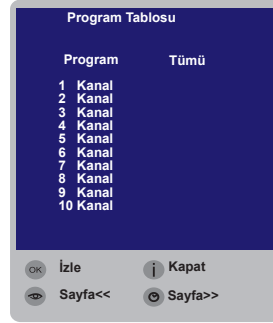 Program Tablosu
Program Tümü
1 Kanal
2 Kanal
3 Kanal
4 Kanal
5 Kanal
6 Kanal
7 Kanal
8 Kanal
9 Kanal
10 Kanal
OK İzle i Kapat
Sayfa<< Sayfa>>